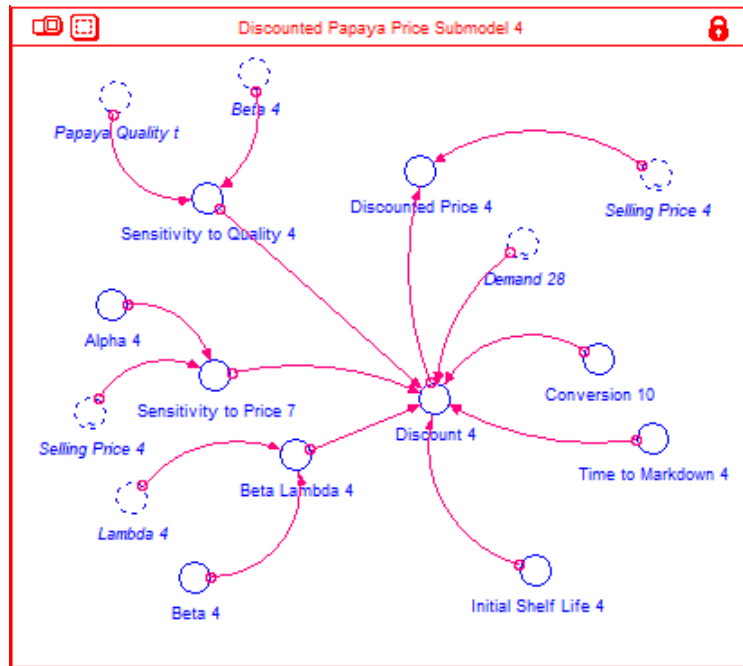 Discounted Papaya Price Submodel 4
Beta 4
Papaya Quality t
Discounted Price 4
Selling Price 4
Sensitivity to Quality 4
Demand 28
Alpha 4
Conversion 10
Sensitivity to Price 7
Discount 4
Selling Price 4
Time to Markdown 4
Beta Lambda 4
Lambda 4
Initial Shelf Life 4
Beta 4